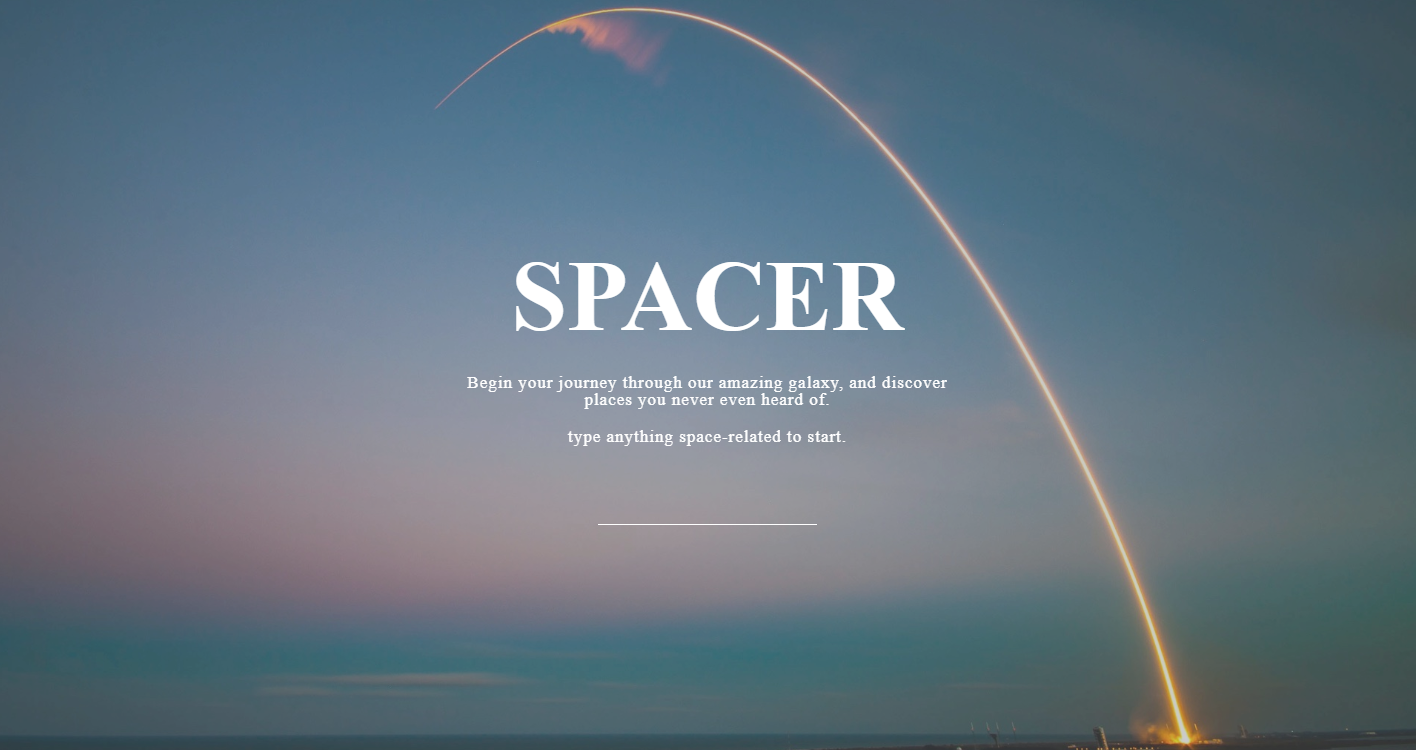 SPACER
Begin your journey through our amazing galaxy, and discover
places you never even heard of.
type anything space-related to start.